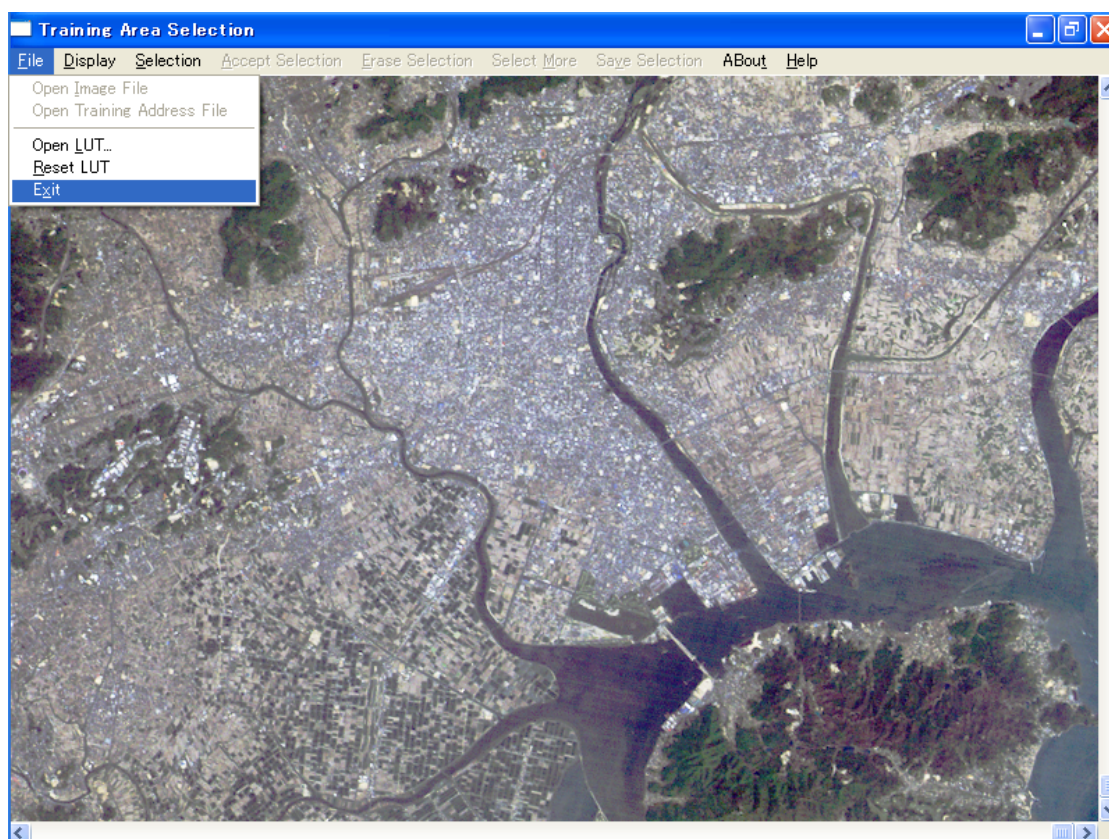 Training Area Selection
File Display Selection Accept Selection Erase Selection Select More Save Selection ABout Help
Open Image File
Open Training Address File
Open LUT...
Reset LUT
Exit